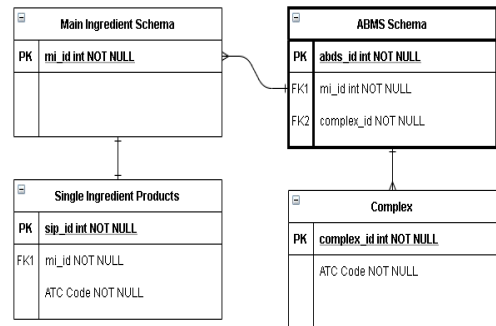 Main Ingredient Schema
PK mi_id int NOT NULL
ABMS Schema
PK abds_id int NOT NULL
FK1 mi_id int NOT NULL
FK2 complex_id NOT NULL
Single Ingredient Products
PK sip_id int NOT NULL
FK1 mi_id NOT NULL
ATC Code NOT NULL
Complex
PK complex_id int NOT NULL
ATC Code NOT NULL